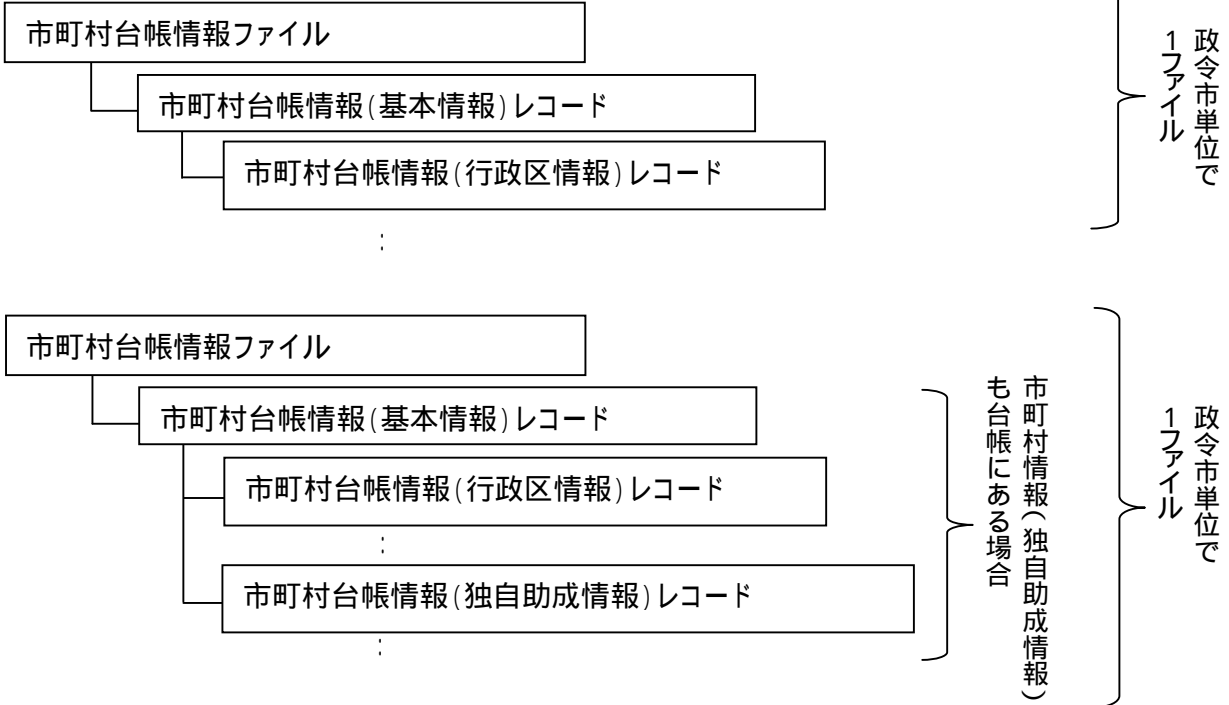 市町村台帳情報ファイル
市町村台帳情報(基本情報)レコード
市町村台帳情報(行政区情報)レコード
:
政令市単位で
1ファイル
市町村台帳情報ファイル
市町村台帳情報(基本情報)レコード
市町村台帳情報(行政区情報)レコード
:
市町村台帳情報(独自助成情報)レコード
:
市町村情報(独自助成情報)
も台帳にある場合
政令市単位で
1ファイル